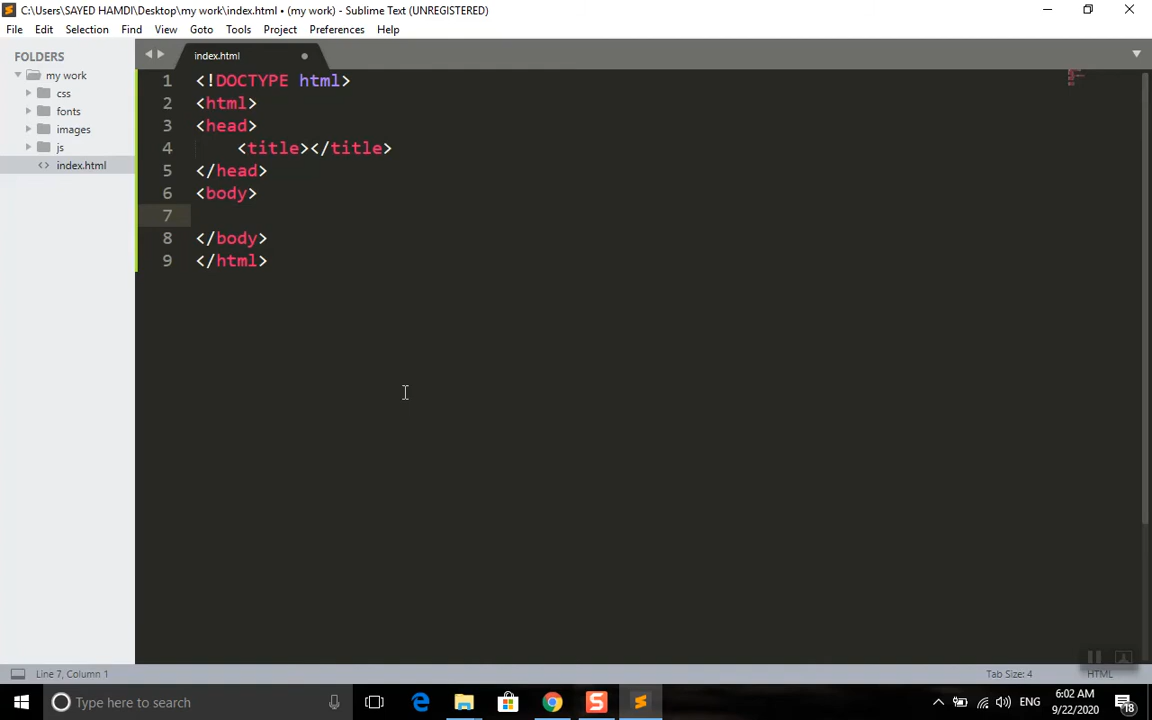 C:\Users\SAYED HAMDI\Desktop\my work\index.html • (my work) - Sublime Text (UNREGISTERED)
File Edit Selection Find View Goto Tools Project Preferences Help
FOLDERS
my work
css
fonts
images
js
<> index.html
index.html
1 <!DOCTYPE html>
2 <html>
3 <head>
4 <title></title>
5 </head>
6 <body>
7
8 </body>
9 </html>
Line 7, Column 1
Tab Size: 4
HTML
Type here to search
ENG
6:02 AM
9/22/2020
18